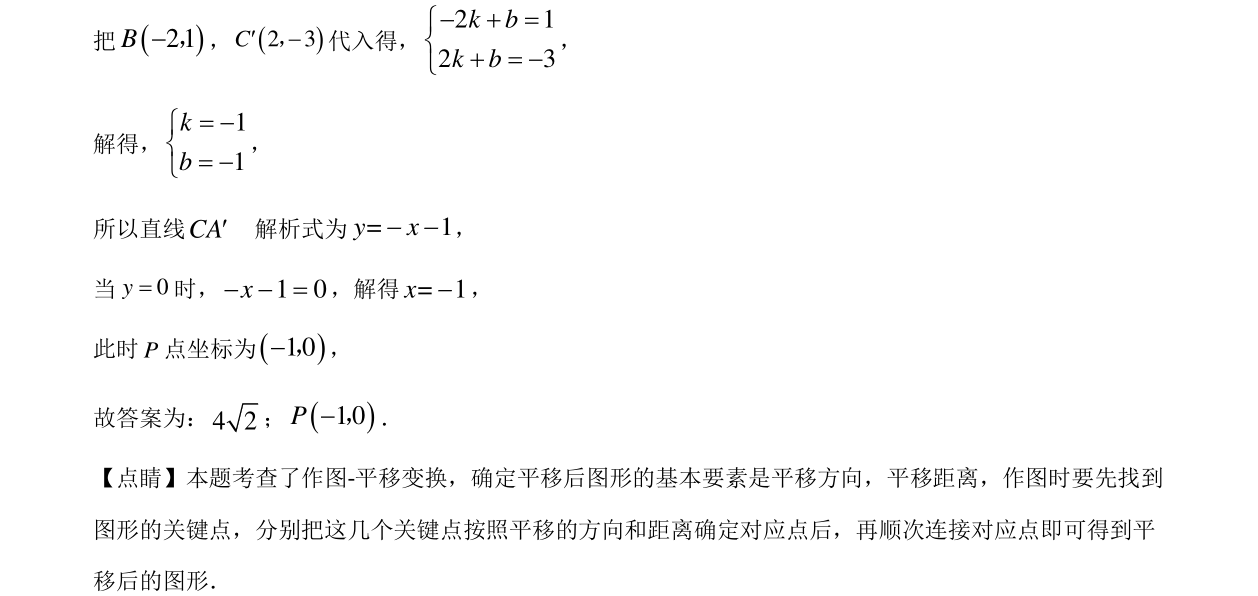 把 B(−2,1)，C′(2,−3) 代入得，{−2k+b=1 2k+b=−3，
解得，{k=−1 b=−1，
所以直线 CA′ 解析式为 y=−x−1，
当 y=0 时，−x−1=0，解得 x=−1，
此时 P 点坐标为 (−1,0)，
故答案为：4√2；P(−1,0)．
【点睛】本题考查了作图-平移变换，确定平移后图形的基本要素是平移方向，平移距离，作图时要先找到
图形的关键点，分别把这几个关键点按照平移的方向和距离确定对应点后，再顺次连接对应点即可得到平
移后的图形．